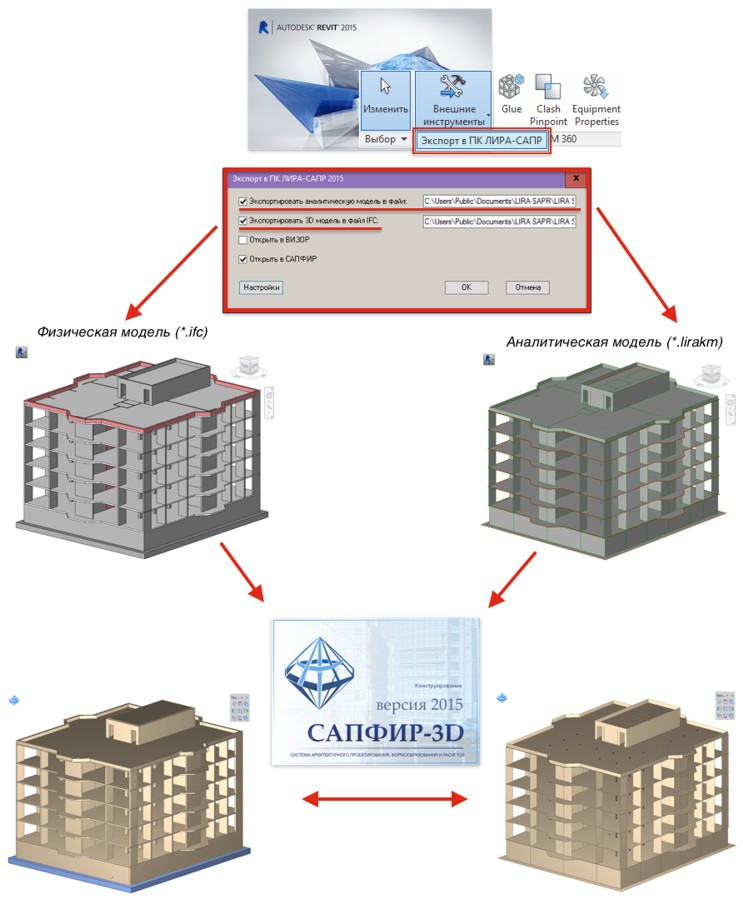 AUTODESK® REVIT® 2015
Изменить
Внешние инструменты
Glue
Clash Pinpoint
Equipment Properties
Выбор
Экспорт в ПК ЛИРА-САПР
M 360
Экспорт в ПК ЛИРА-САПР 2015
x
Экспортировать аналитическую модель в файл:
C:\Users\Public\Documents\LIRA SAPR\LIRA S
Экспортировать 3D модель в файл IFC:
C:\Users\Public\Documents\LIRA SAPR\LIRA S
Открыть в ВИЗОР
Открыть в САПФИР
Настройки
OK
Отмена
Физическая модель (*.ifc)
Аналитическая модель (*.lirakm)
Конструирование
версия 2015
САПФИР-3D
СИСТЕМА АРХИТЕКТУРНОГО ПРОЕКТИРОВАНИЯ, ФОРМООБРАЗОВАНИЯ И РАСЧЕТОВ